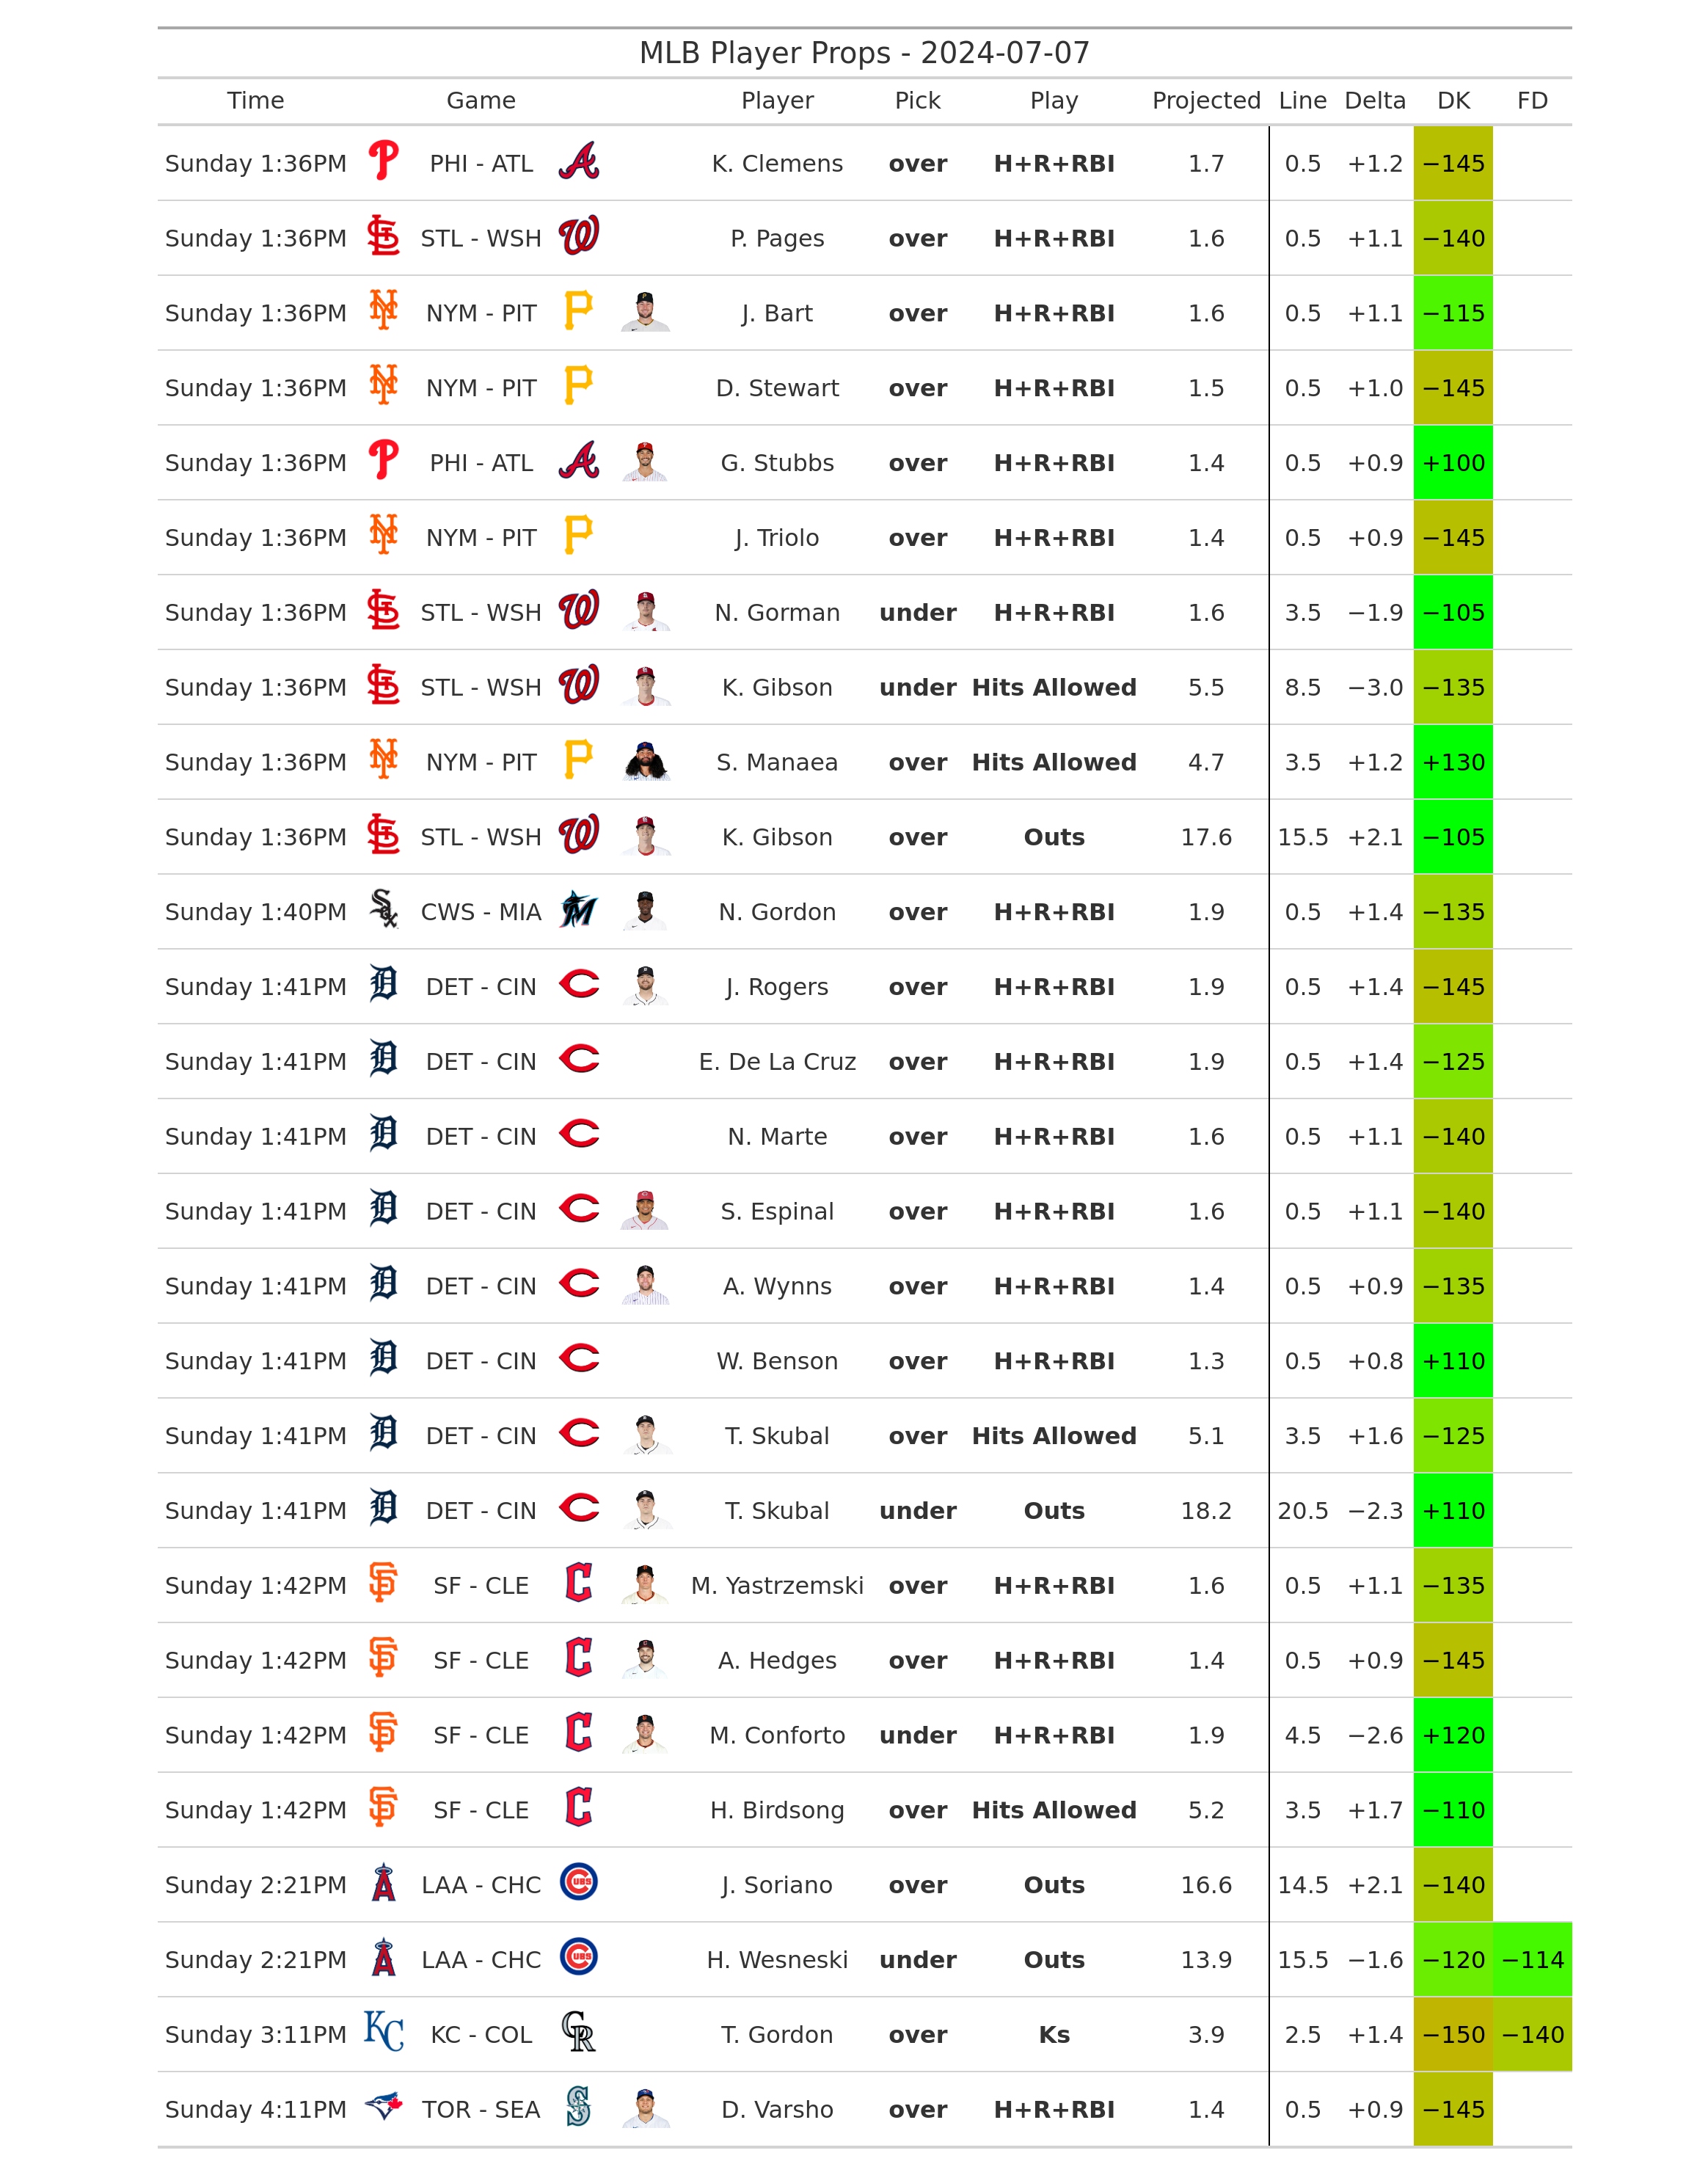 MLB Player Props - 2024-07-07
Time Game Player Pick Play Projected Line Delta DK FD
Sunday 1:36PM PHI - ATL K. Clemens over H+R+RBI 1.7 0.5 +1.2 −145
Sunday 1:36PM STL - WSH P. Pages over H+R+RBI 1.6 0.5 +1.1 −140
Sunday 1:36PM NYM - PIT J. Bart over H+R+RBI 1.6 0.5 +1.1 −115
Sunday 1:36PM NYM - PIT D. Stewart over H+R+RBI 1.5 0.5 +1.0 −145
Sunday 1:36PM PHI - ATL G. Stubbs over H+R+RBI 1.4 0.5 +0.9 +100
Sunday 1:36PM NYM - PIT J. Triolo over H+R+RBI 1.4 0.5 +0.9 −145
Sunday 1:36PM STL - WSH N. Gorman under H+R+RBI 1.6 3.5 −1.9 −105
Sunday 1:36PM STL - WSH K. Gibson under Hits Allowed 5.5 8.5 −3.0 −135
Sunday 1:36PM NYM - PIT S. Manaea over Hits Allowed 4.7 3.5 +1.2 +130
Sunday 1:36PM STL - WSH K. Gibson over Outs 17.6 15.5 +2.1 −105
Sunday 1:40PM CWS - MIA N. Gordon over H+R+RBI 1.9 0.5 +1.4 −135
Sunday 1:41PM DET - CIN J. Rogers over H+R+RBI 1.9 0.5 +1.4 −145
Sunday 1:41PM DET - CIN E. De La Cruz over H+R+RBI 1.9 0.5 +1.4 −125
Sunday 1:41PM DET - CIN N. Marte over H+R+RBI 1.6 0.5 +1.1 −140
Sunday 1:41PM DET - CIN S. Espinal over H+R+RBI 1.6 0.5 +1.1 −140
Sunday 1:41PM DET - CIN A. Wynns over H+R+RBI 1.4 0.5 +0.9 −135
Sunday 1:41PM DET - CIN W. Benson over H+R+RBI 1.3 0.5 +0.8 +110
Sunday 1:41PM DET - CIN T. Skubal over Hits Allowed 5.1 3.5 +1.6 −125
Sunday 1:41PM DET - CIN T. Skubal under Outs 18.2 20.5 −2.3 +110
Sunday 1:42PM SF - CLE M. Yastrzemski over H+R+RBI 1.6 0.5 +1.1 −135
Sunday 1:42PM SF - CLE A. Hedges over H+R+RBI 1.4 0.5 +0.9 −145
Sunday 1:42PM SF - CLE M. Conforto under H+R+RBI 1.9 4.5 −2.6 +120
Sunday 1:42PM SF - CLE H. Birdsong over Hits Allowed 5.2 3.5 +1.7 −110
Sunday 2:21PM LAA - CHC J. Soriano over Outs 16.6 14.5 +2.1 −140
Sunday 2:21PM LAA - CHC H. Wesneski under Outs 13.9 15.5 −1.6 −120 −114
Sunday 3:11PM KC - COL T. Gordon over Ks 3.9 2.5 +1.4 −150 −140
Sunday 4:11PM TOR - SEA D. Varsho over H+R+RBI 1.4 0.5 +0.9 −145